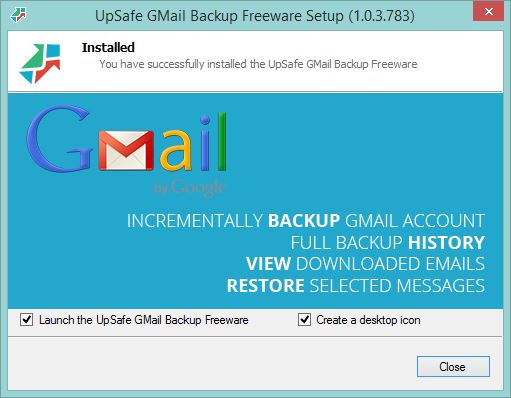 UpSafe GMail Backup Freeware Setup (1.0.3.783)
Installed
You have successfully installed the UpSafe GMail Backup Freeware
Gmail
by Google
INCREMENTALLY BACKUP GMAIL ACCOUNT
FULL BACKUP HISTORY
VIEW DOWNLOADED EMAILS
RESTORE SELECTED MESSAGES
Launch the UpSafe GMail Backup Freeware
Create a desktop icon
Close